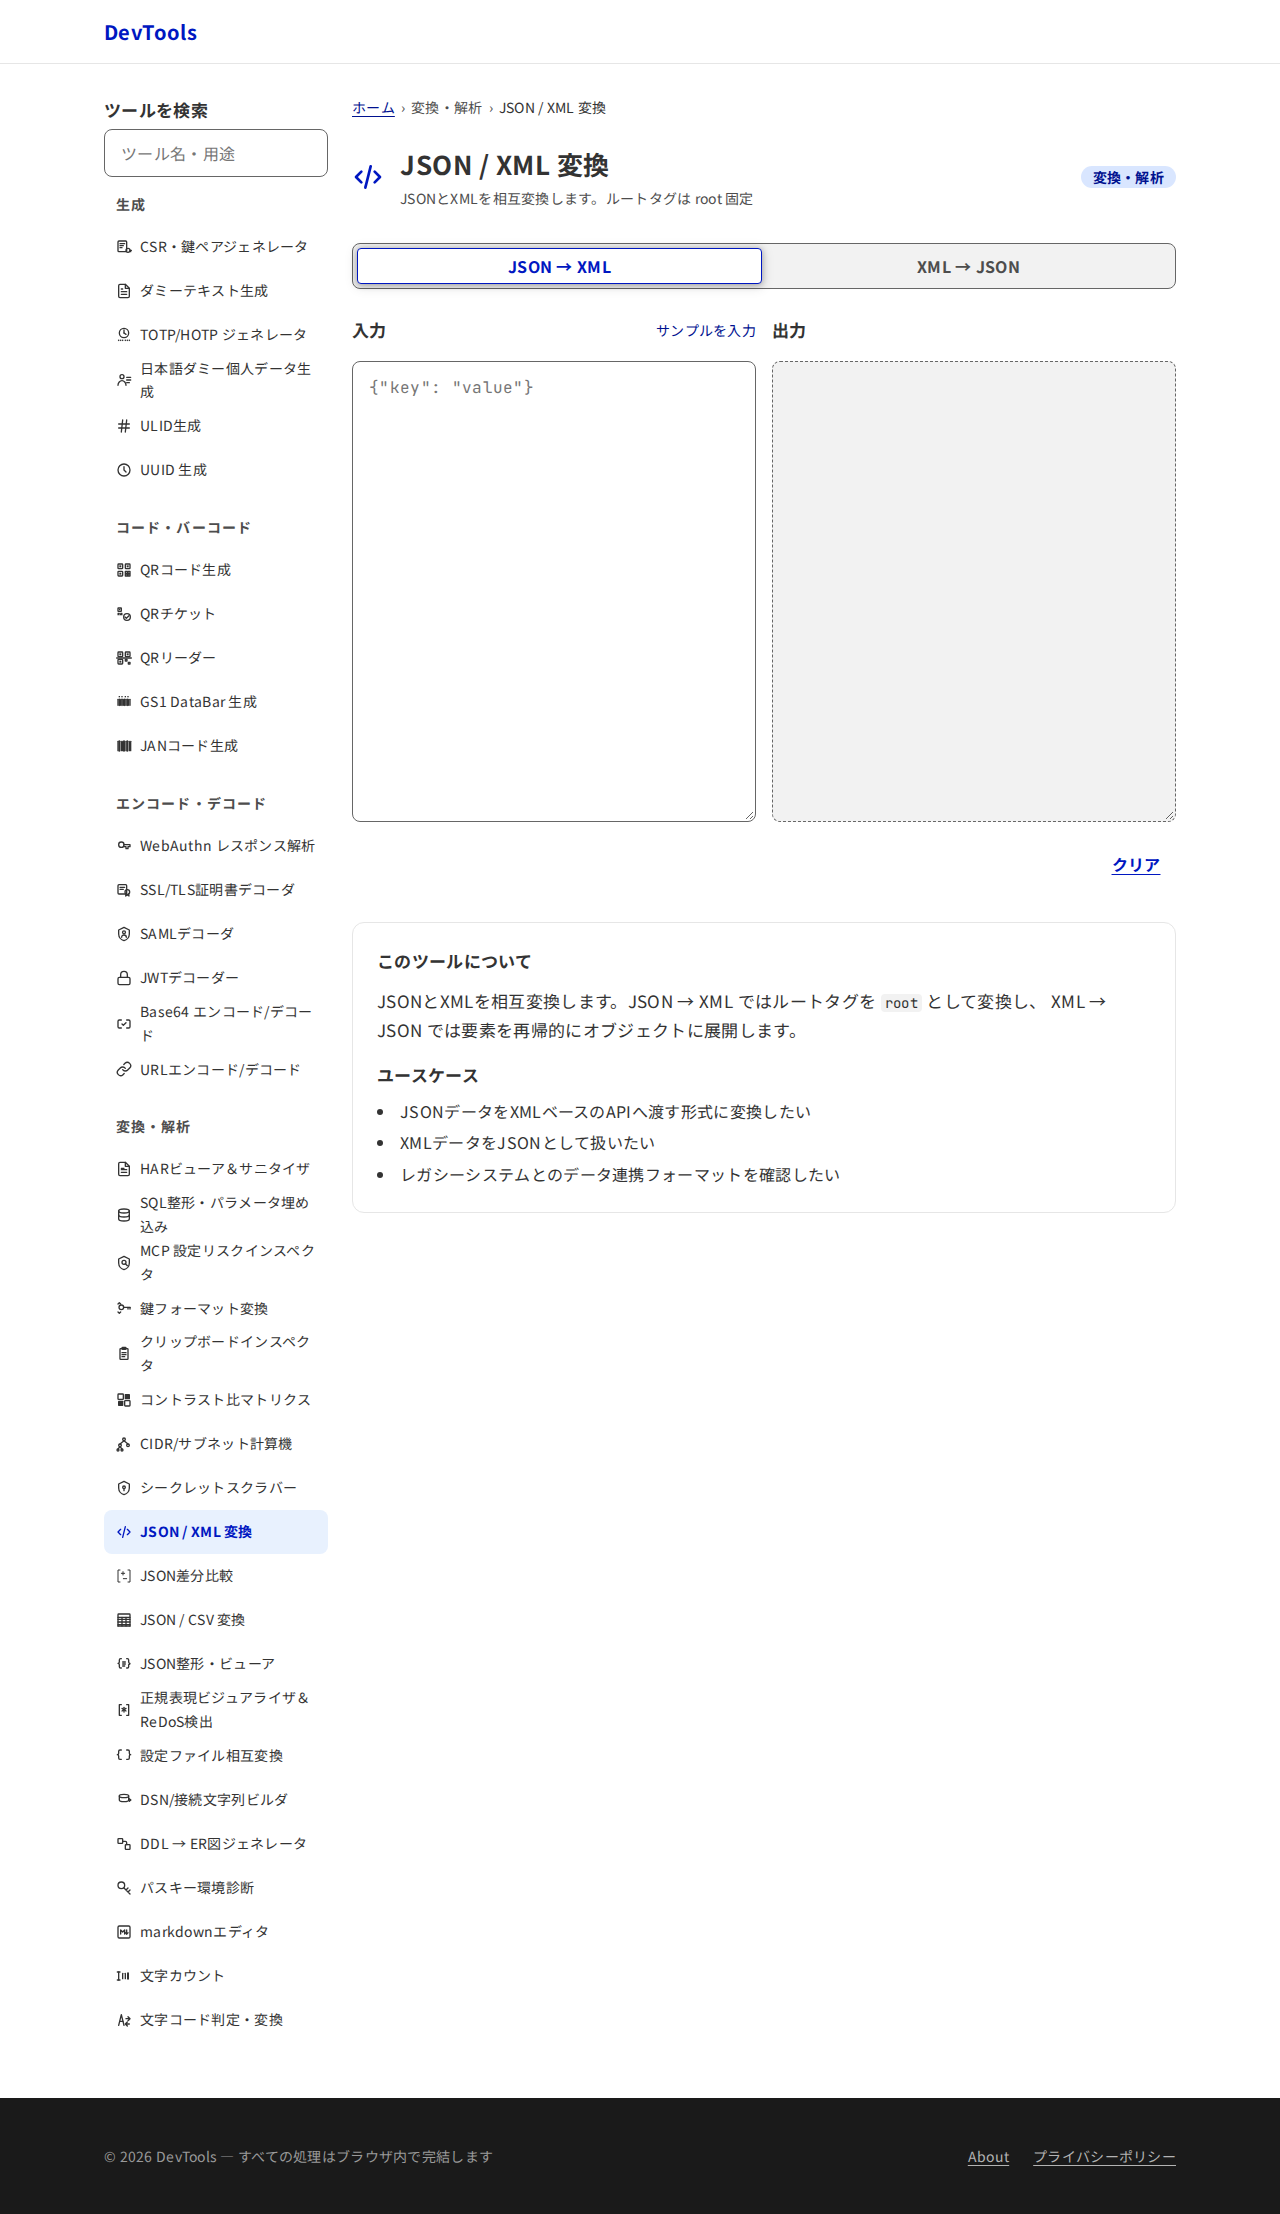 DevTools
ツールを検索
ツール名・用途
生成
CSR・鍵ペアジェネレータ
ダミーテキスト生成
TOTP/HOTP ジェネレータ
日本語ダミー個人データ生
成
ULID生成
UUID 生成
コード・バーコード
QRコード生成
QRチケット
QRリーダー
GS1 DataBar 生成
JANコード生成
エンコード・デコード
WebAuthn レスポンス解析
SSL/TLS証明書デコーダ
SAMLデコーダ
JWTデコーダー
Base64 エンコード/デコー
ド
URLエンコード/デコード
変換・解析
HARビューア＆サニタイザ
SQL整形・パラメータ埋め
込み
MCP 設定リスクインスペク
タ
鍵フォーマット変換
クリップボードインスペク
タ
コントラスト比マトリクス
CIDR/サブネット計算機
シークレットスクラバー
JSON / XML 変換
JSON差分比較
JSON / CSV 変換
JSON整形・ビューア
正規表現ビジュアライザ＆
ReDoS検出
設定ファイル相互変換
DSN/接続文字列ビルダ
DDL → ER図ジェネレータ
パスキー環境診断
markdownエディタ
文字カウント
文字コード判定・変換
ホーム › 変換・解析 › JSON / XML 変換
JSON / XML 変換
JSONとXMLを相互変換します。ルートタグは root 固定
変換・解析
JSON → XML
XML → JSON
入力
サンプルを入力
出力
{"key": "value"}
クリア
このツールについて
JSONとXMLを相互変換します。JSON → XML ではルートタグを root として変換し、 XML →
JSON では要素を再帰的にオブジェクトに展開します。
ユースケース
• JSONデータをXMLベースのAPIへ渡す形式に変換したい
• XMLデータをJSONとして扱いたい
• レガシーシステムとのデータ連携フォーマットを確認したい
© 2026 DevTools — すべての処理はブラウザ内で完結します
About
プライバシーポリシー